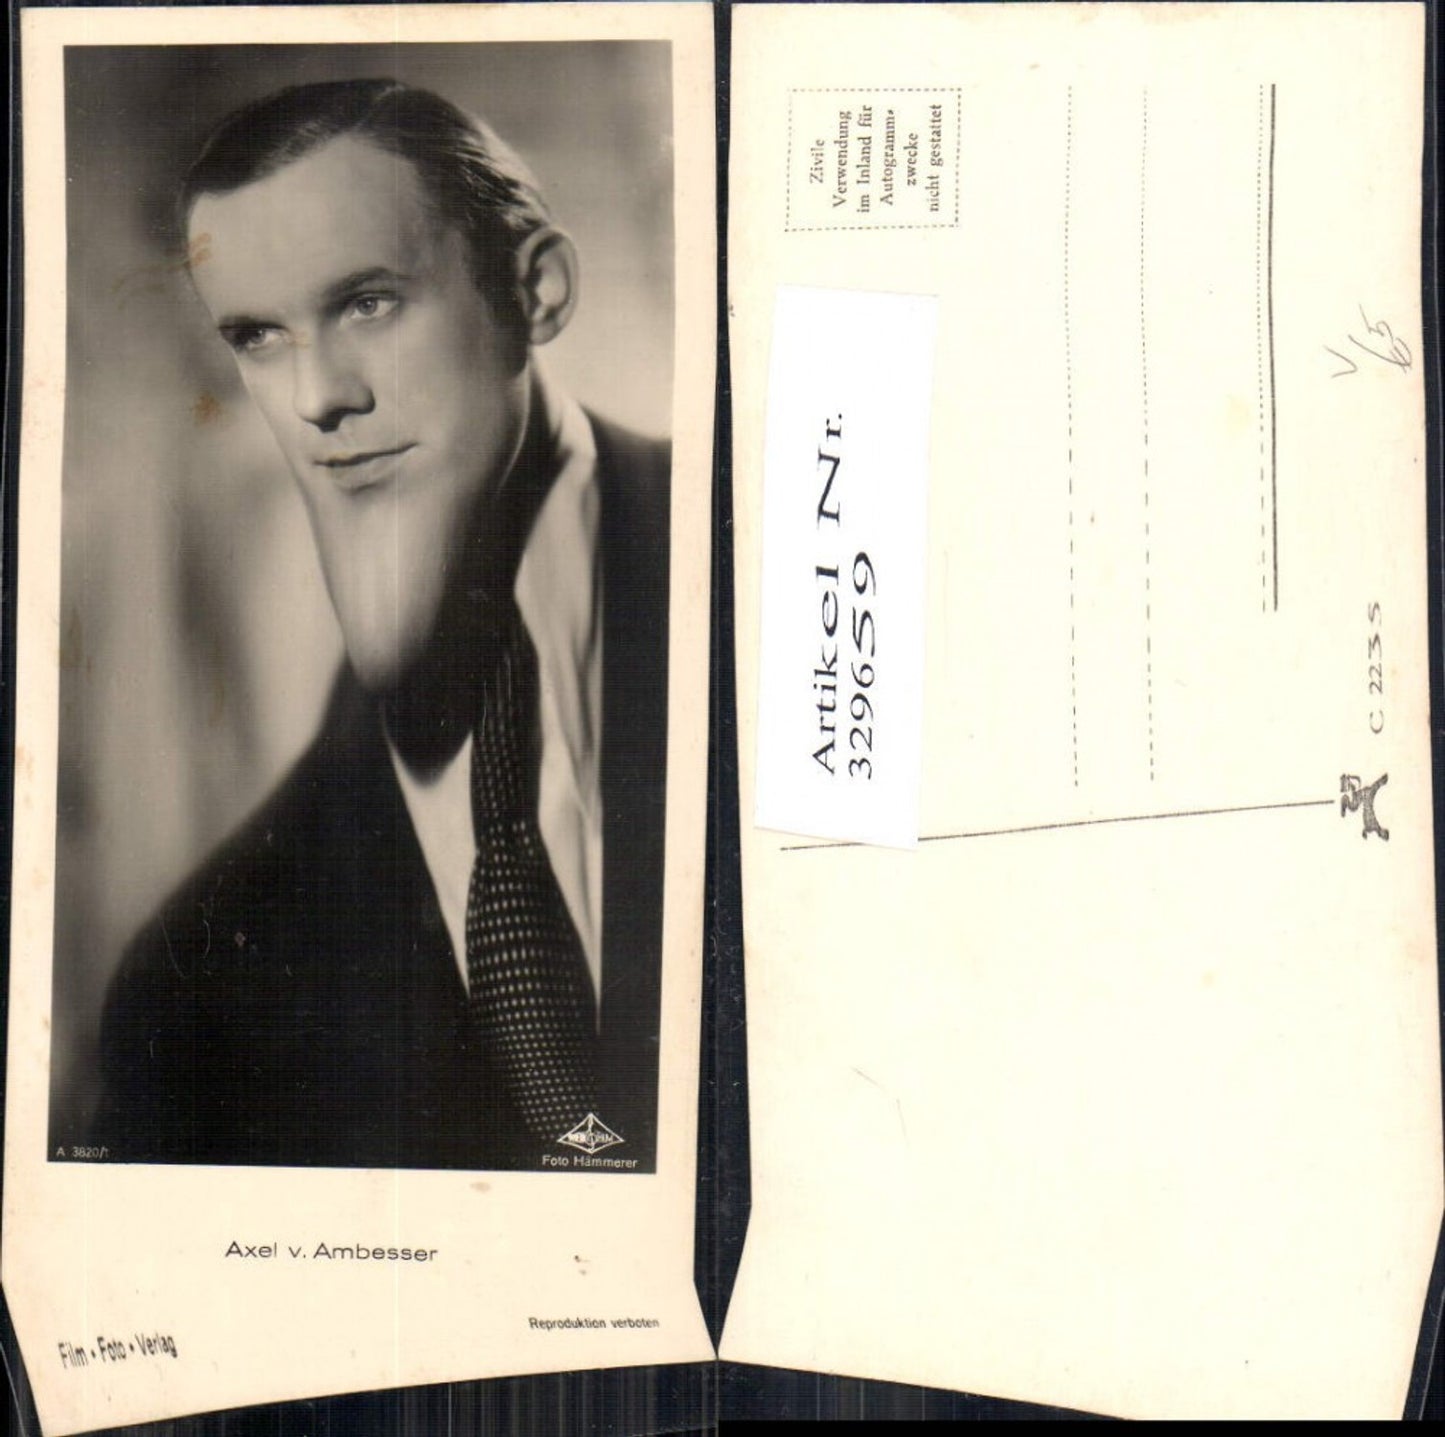 A 3820/1
Foto Hämmerer
Axel v. Ambesser
Reproduktion verboten
Film • Foto • Verlag
Zivile
Verwendung
im Inland für
Autogramm-
zwecke
nicht gestattet
Artikel Nr.
329659
V
65
C 2235